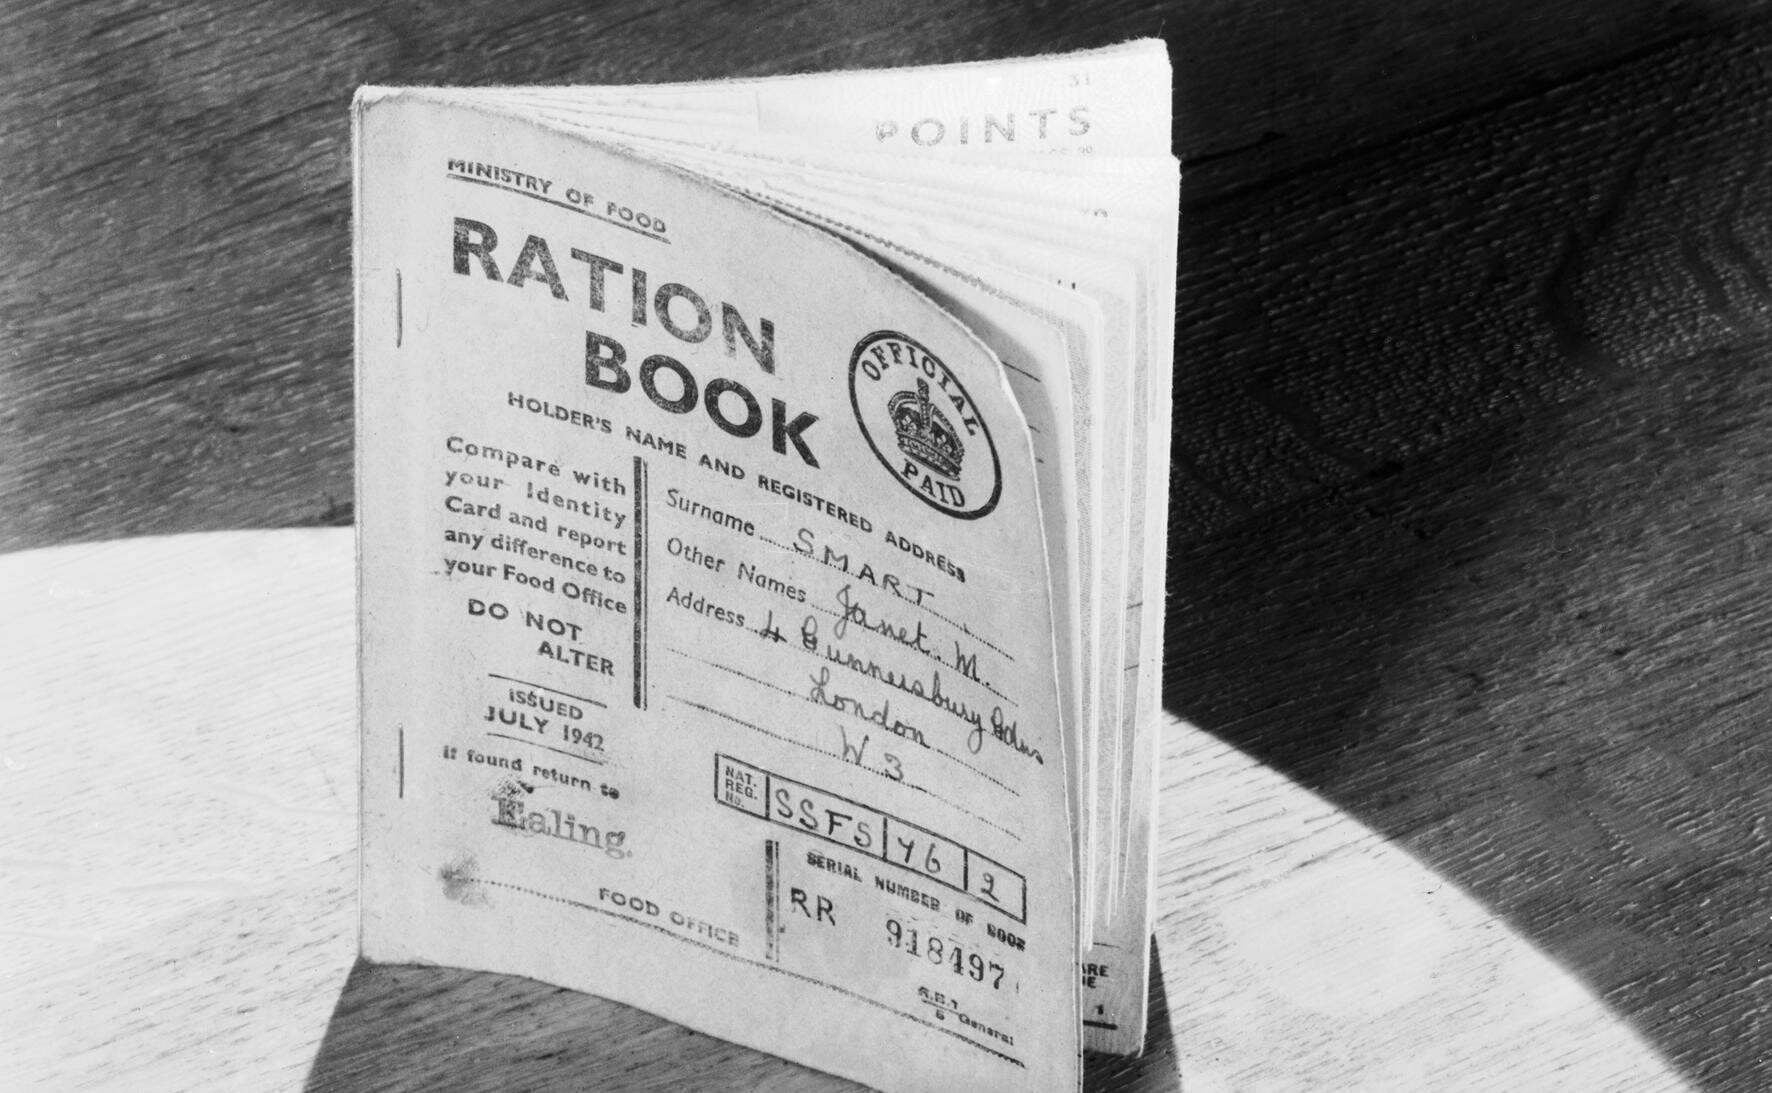 31
POINTS
MINISTRY OF FOOD
RATION
BOOK
OFFICIAL
PAID
HOLDER'S NAME AND REGISTERED ADDRESS
Compare with
your Identity
Card and report
any difference to
your Food Office
DO NOT
ALTER
ISSUED
JULY 1942
If found return to
Ealing.
FOOD OFFICE
Surname SMART
Other Names Janet. M.
Address 4 Gunnersbury Gdns
London
W 3
NAT.
REG.
No.
SSFS 76 2
SERIAL NUMBER OF BOOK
RR 918497
R.B.1
6 General
1